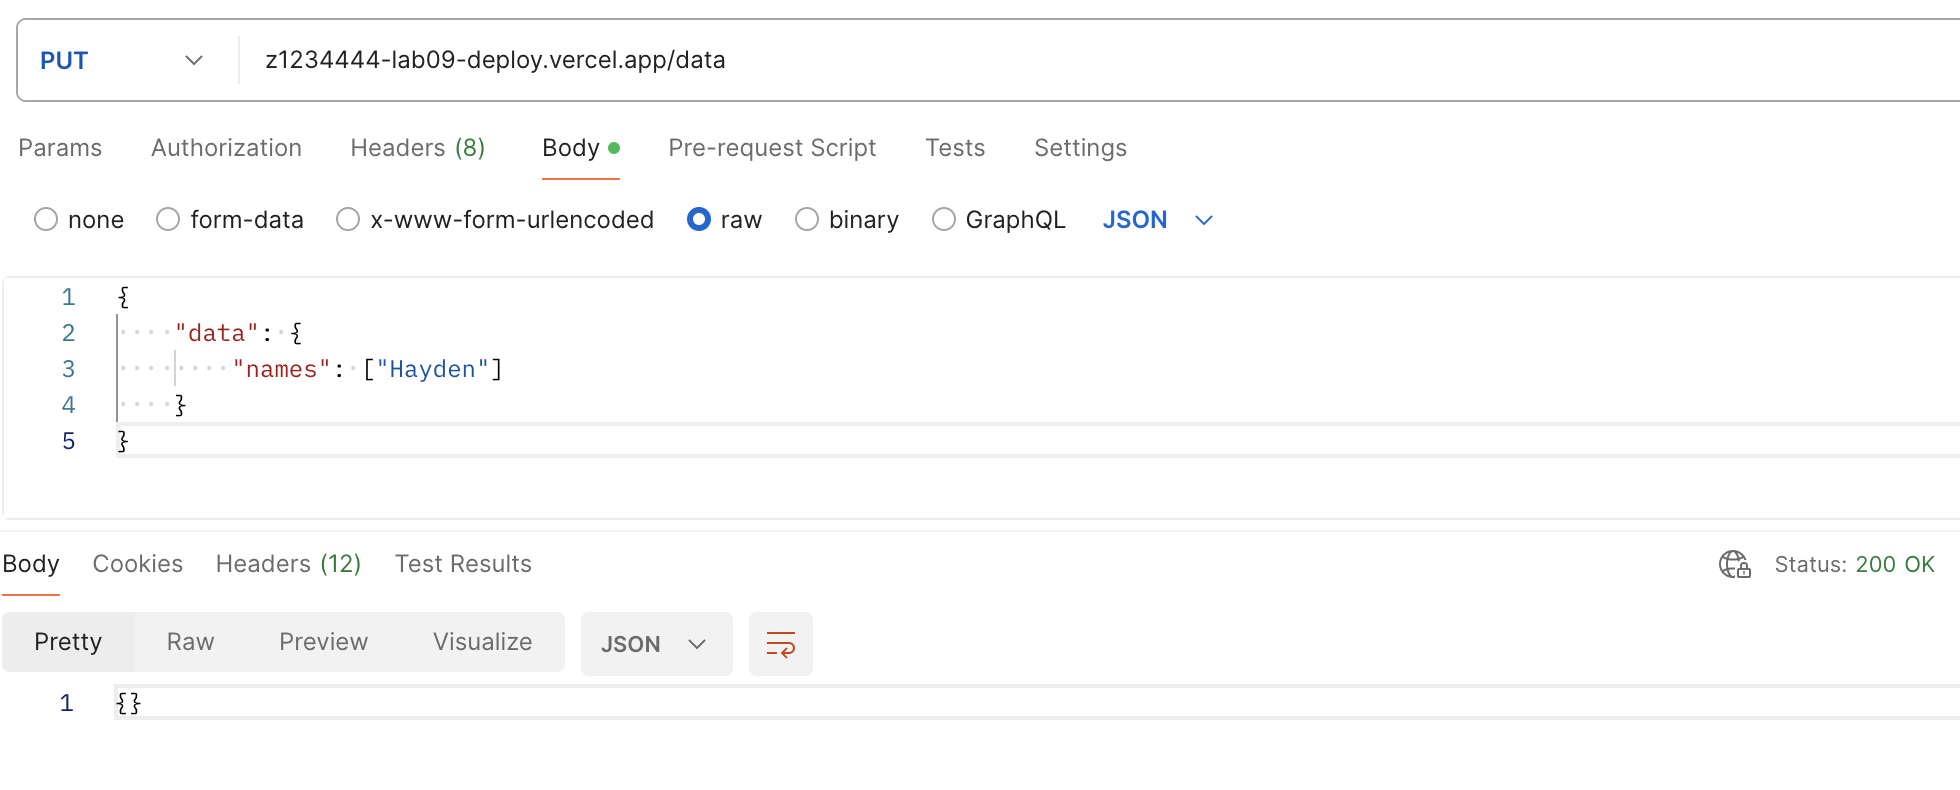 PUT z1234444-lab09-deploy.vercel.app/data
Params Authorization Headers (8) Body Pre-request Script Tests Settings
none form-data x-www-form-urlencoded raw binary GraphQL JSON
1 {
2 "data": {
3 "names": ["Hayden"]
4 }
5 }
Body Cookies Headers (12) Test Results Status: 200 OK
Pretty Raw Preview Visualize JSON
1 {}